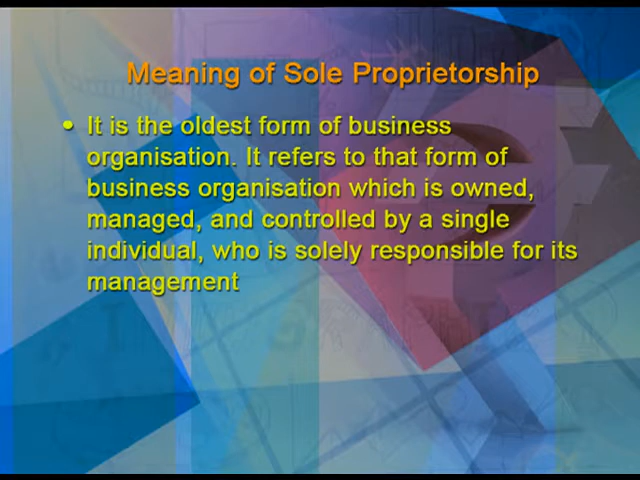 Meaning of Sole Proprietorship
• It is the oldest form of business
organisation. It refers to that form of
business organisation which is owned,
managed, and controlled by a single
individual, who is solely responsible for its
management